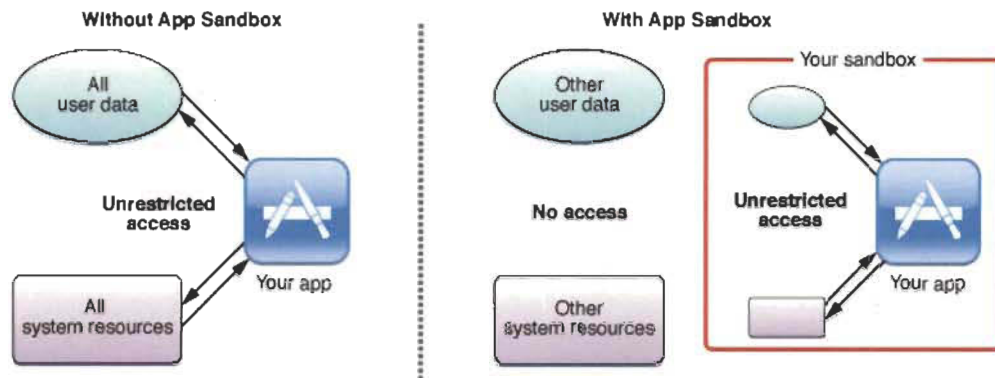 Without App Sandbox
All
user data
Unrestricted
access
Your app
All
system resources
With App Sandbox
Other
user data
No access
Other
system resources
Your sandbox
Unrestricted
access
Your app